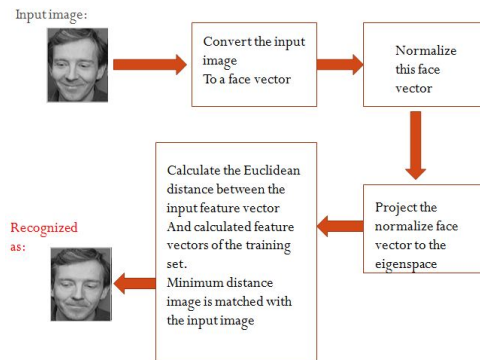 Input image:
Convert the input
image
To a face vector
Normalize
this face
vector
Project the
normalize face
vector to the
eigenspace
Calculate the Euclidean
distance between the
input feature vector
And calculated feature
vectors of the training
set.
Minimum distance
image is matched with
the input image
Recognized
as: